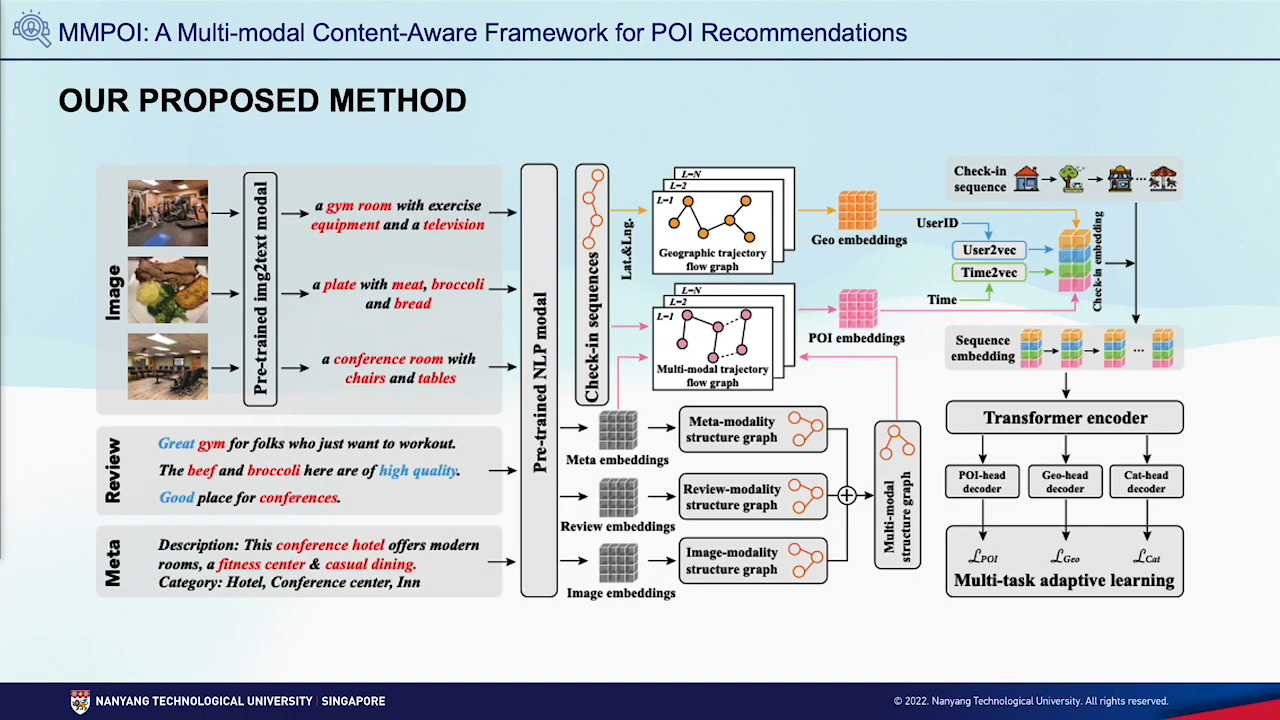 MMPOI: A Multi-modal Content-Aware Framework for POI Recommendations
OUR PROPOSED METHOD
Image
Pre-trained img2text modal
a gym room with exercise
equipment and a television
a plate with meat, broccoli
and bread
a conference room with
chairs and tables
Review
Great gym for folks who just want to workout.
The beef and broccoli here are of high quality.
Good place for conferences.
Meta
Description: This conference hotel offers modern
rooms, a fitness center & casual dining.
Category: Hotel, Conference center, Inn
Pre-trained NLP modal
Check-in sequences
Lat.&Lng.
L=N
L=2
L=1
Geographic trajectory
flow graph
Geo embeddings
L=N
L=2
L=1
Multi-modal trajectory
flow graph
POI embeddings
Meta embeddings
Review embeddings
Image embeddings
Meta-modality
structure graph
Review-modality
structure graph
Image-modality
structure graph
Multi-modal
structure graph
Check-in
sequence
...
UserID
User2vec
Time2vec
Time
Check-in embedding
Sequence
embedding
...
Transformer encoder
POI-head
decoder
Geo-head
decoder
Cat-head
decoder
ℒPOI
ℒGeo
ℒCat
Multi-task adaptive learning
NANYANG TECHNOLOGICAL UNIVERSITY | SINGAPORE
© 2022. Nanyang Technological University. All rights reserved.